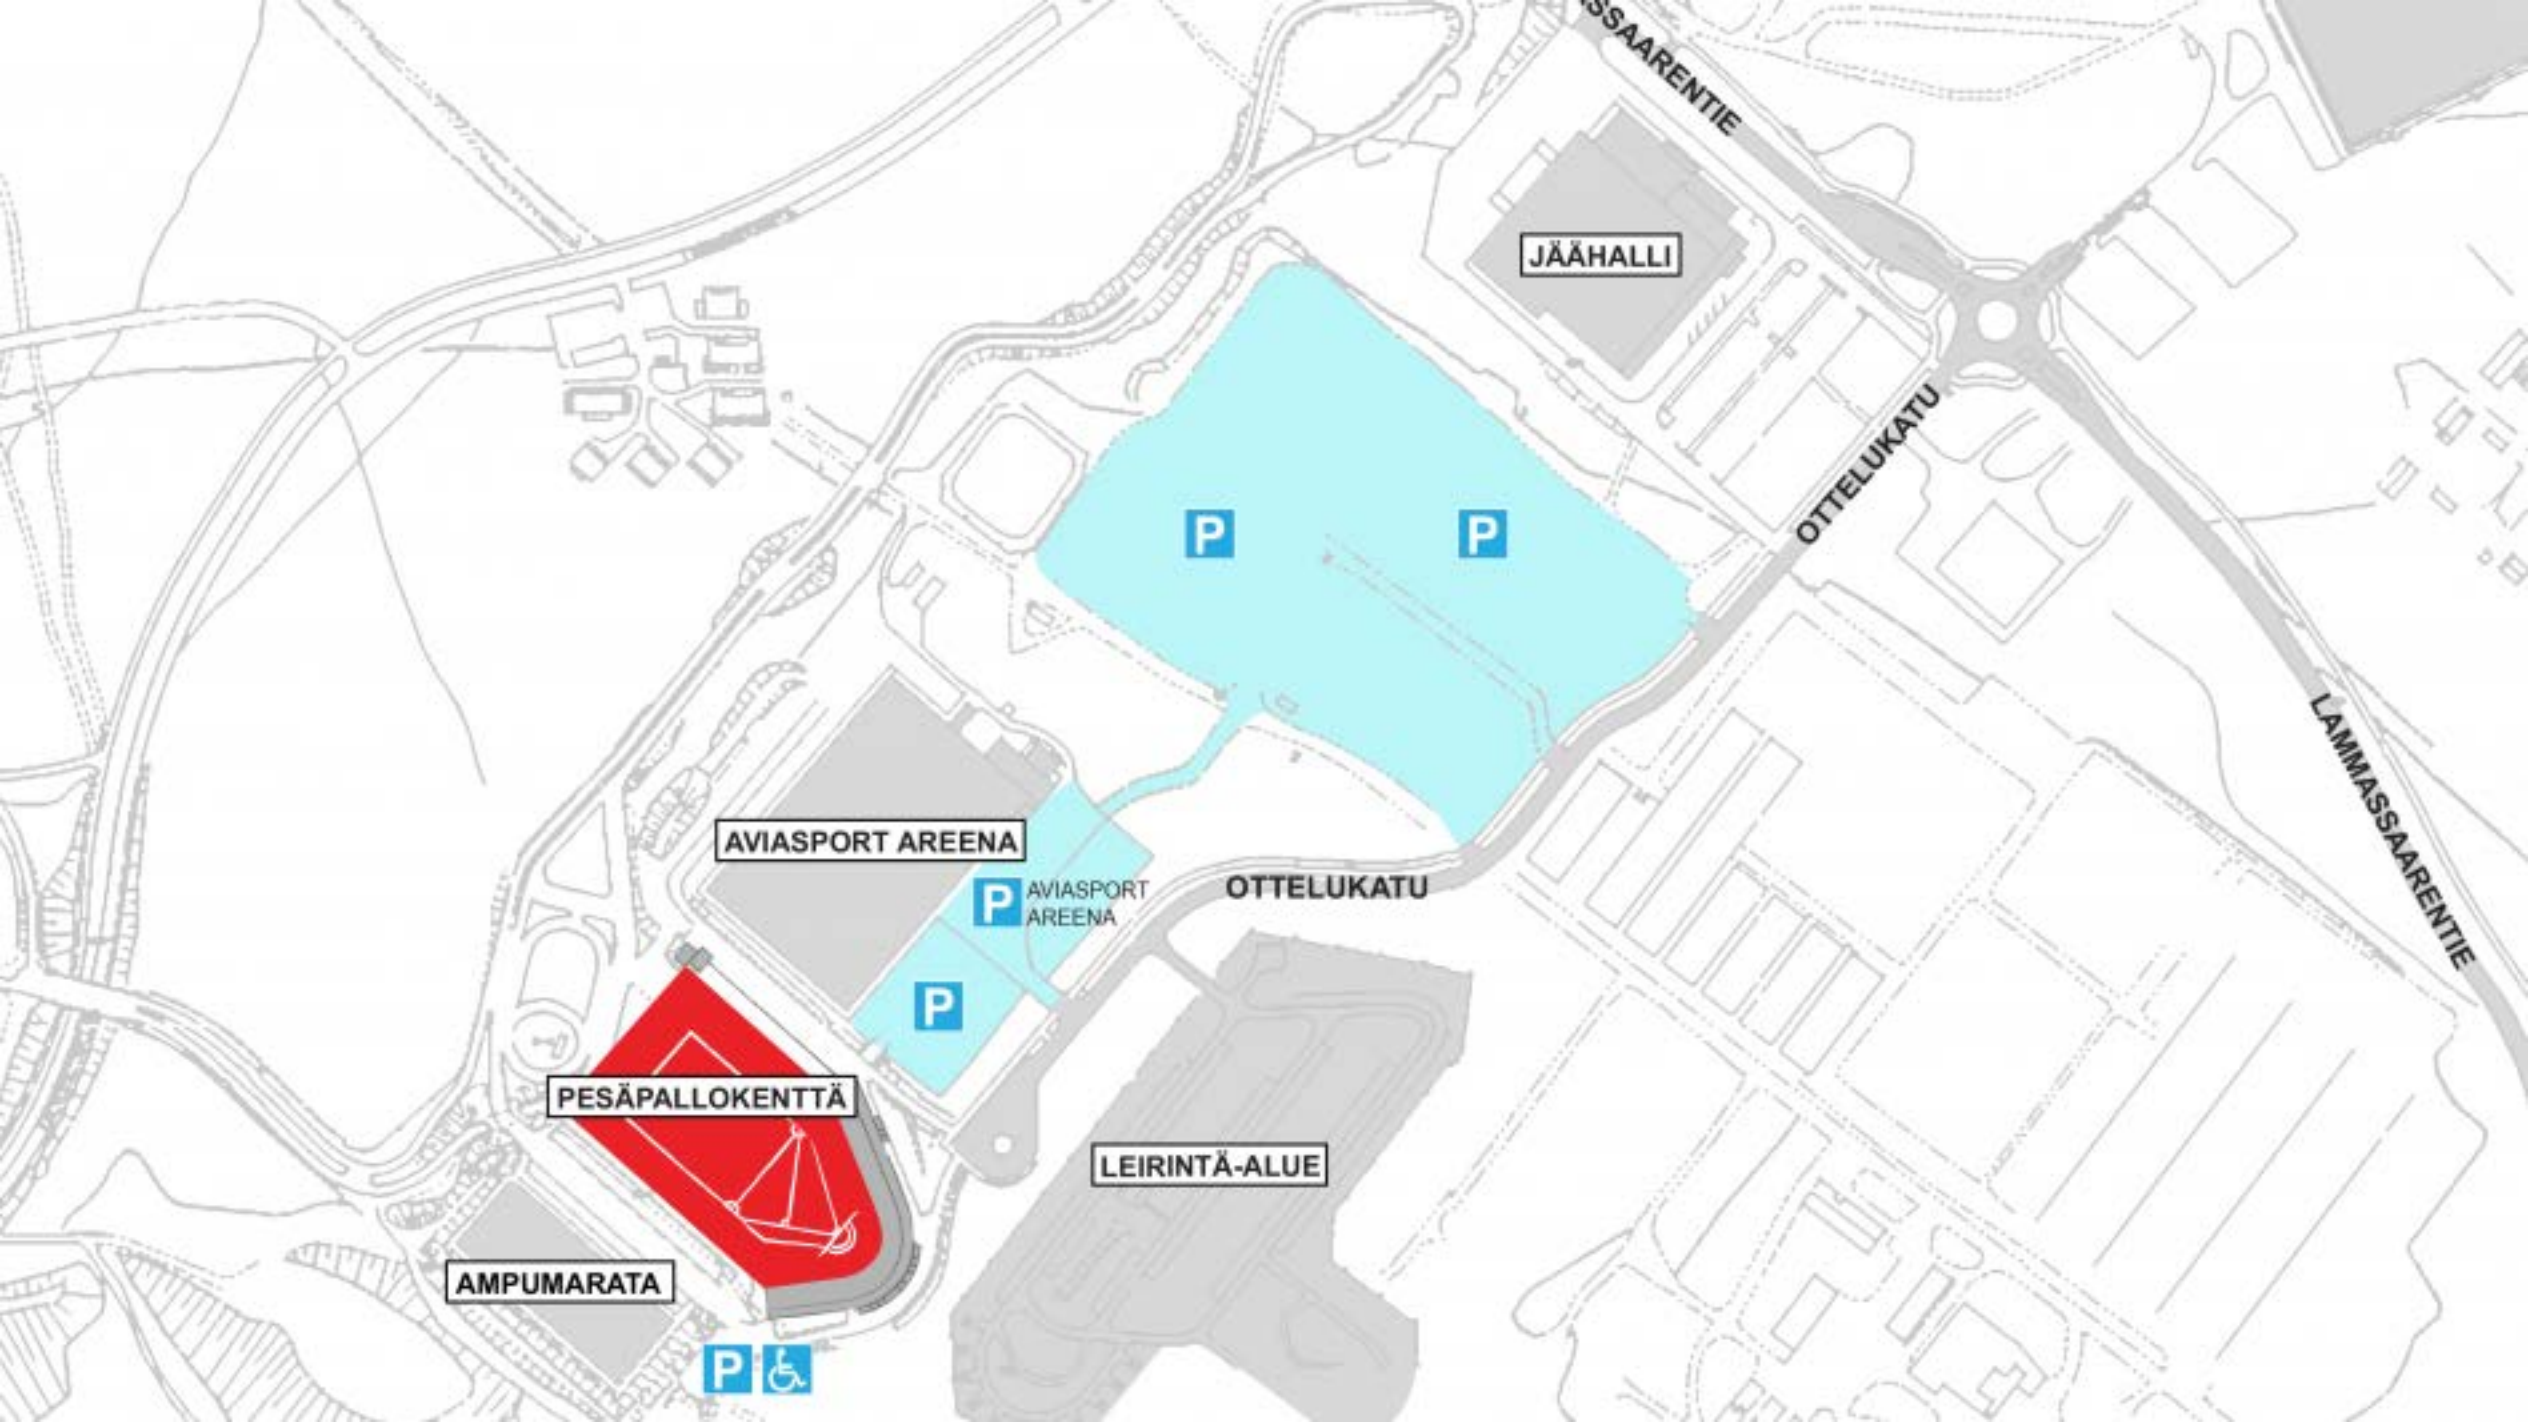 SSAARENTIE
JÄÄHALLI
OTTELUKATU
P
P
LAMMASSAARENTIE
AVIASPORT AREENA
P AVIASPORT
AREENA
OTTELUKATU
P
PESÄPALLOKENTTÄ
LEIRINTÄ-ALUE
AMPUMARATA
P